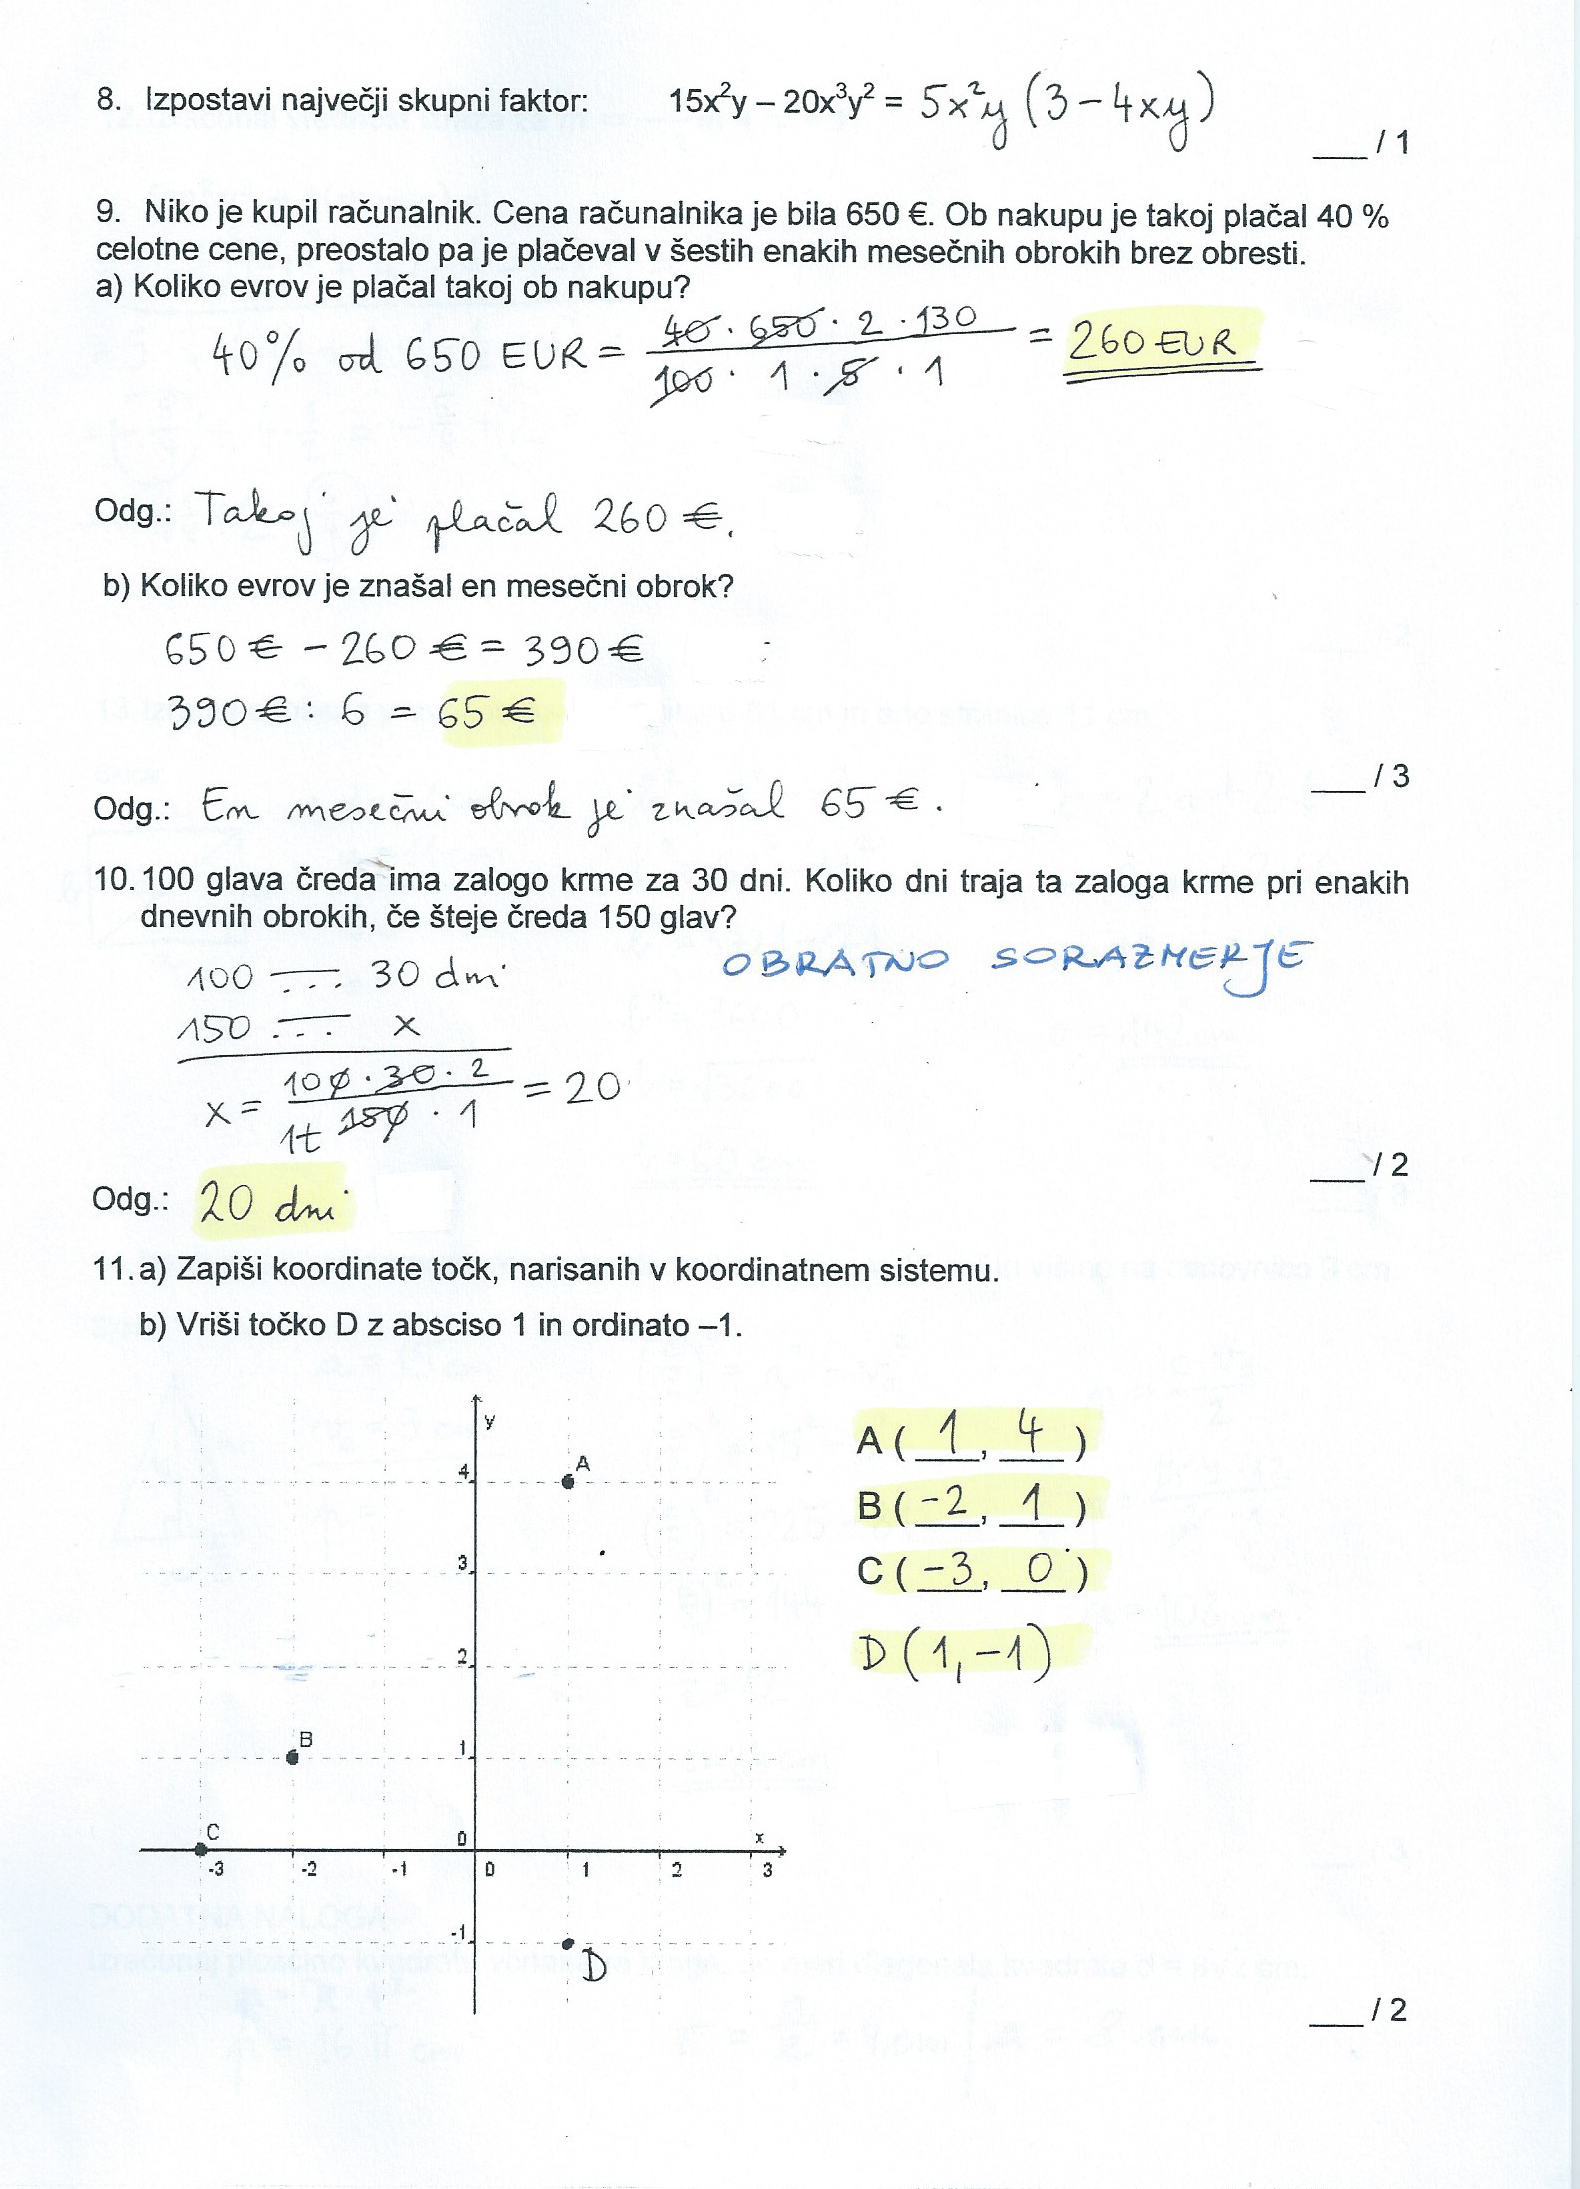 8. Izpostavi največji skupni faktor: 15x²y – 20x³y² = 5x²y (3 – 4xy)
/ 1
9. Niko je kupil računalnik. Cena računalnika je bila 650 €. Ob nakupu je takoj plačal 40 %
celotne cene, preostalo pa je plačeval v šestih enakih mesečnih obrokih brez obresti.
a) Koliko evrov je plačal takoj ob nakupu?
40 · 650 · 2 · 130
40% od 650 EUR = = 260 EUR
100 · 1 · 5 · 1
Odg.: Takoj je plačal 260 €.
b) Koliko evrov je znašal en mesečni obrok?
650 € – 260 € = 390 €
390 € : 6 = 65 €
/ 3
Odg.: En mesečni obrok je znašal 65 €.
10. 100 glava čreda ima zalogo krme za 30 dni. Koliko dni traja ta zaloga krme pri enakih
dnevnih obrokih, če šteje čreda 150 glav?
OBRATNO SORAZMERJE
100 ... 30 dni
150 ... x
100 · 30 · 2
x = = 20
150 · 1
/ 2
Odg.: 20 dni
11. a) Zapiši koordinate točk, narisanih v koordinatnem sistemu.
b) Vriši točko D z absciso 1 in ordinato –1.
y
A ( 1, 4 )
4 A
B ( -2, 1 )
3
C ( -3, 0 )
2
D (1, -1)
B
1
C 0 x
-3 -2 -1 0 1 2 3
-1
D
/ 2